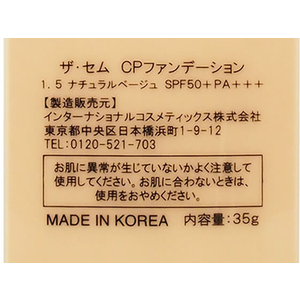 ザ・セム CPファンデーション
1.5 ナチュラルベージュ SPF50+PA+++
【製造販売元】
インターナショナルコスメティックス株式会社
東京都中央区日本橋浜町1-9-12
TEL:0120-521-703
お肌に異常が生じていないかよく注意して
使用してください。お肌に合わないときは、
使用をおやめください。
MADE IN KOREA 内容量:35g